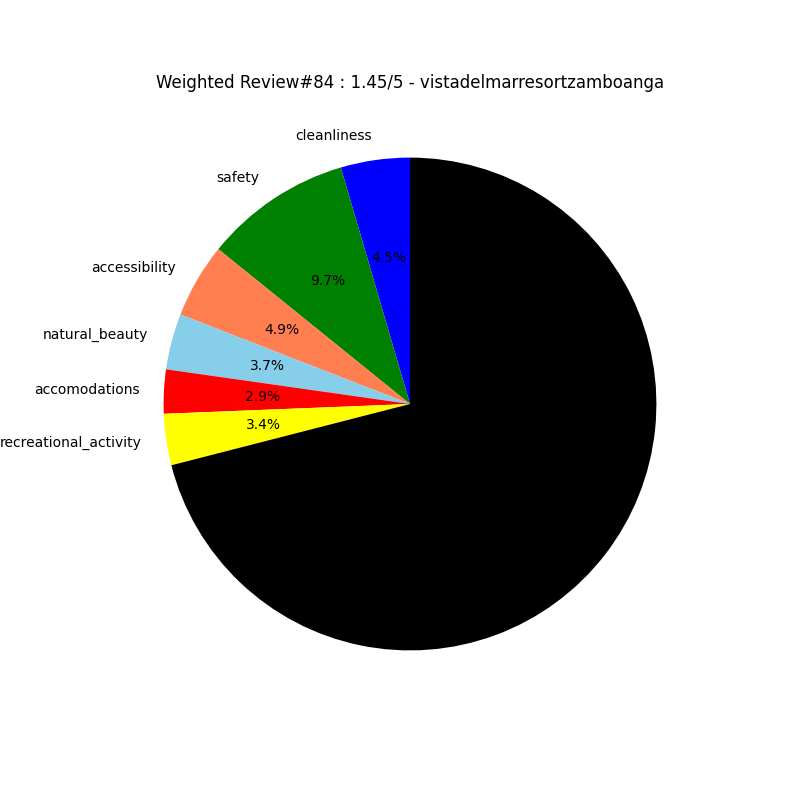 Weighted Review#84 : 1.45/5 - vistadelmarresortzamboanga
cleanliness
safety
accessibility
natural_beauty
accomodations
recreational_activity
4.5%
9.7%
4.9%
3.7%
2.9%
3.4%